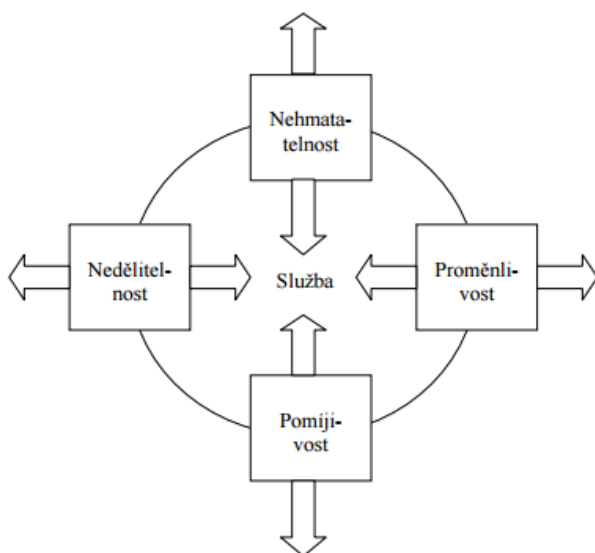 Nehmata-
telnost
Nedělitel-
nost
Služba
Proměnli-
vost
Pomíji-
vost